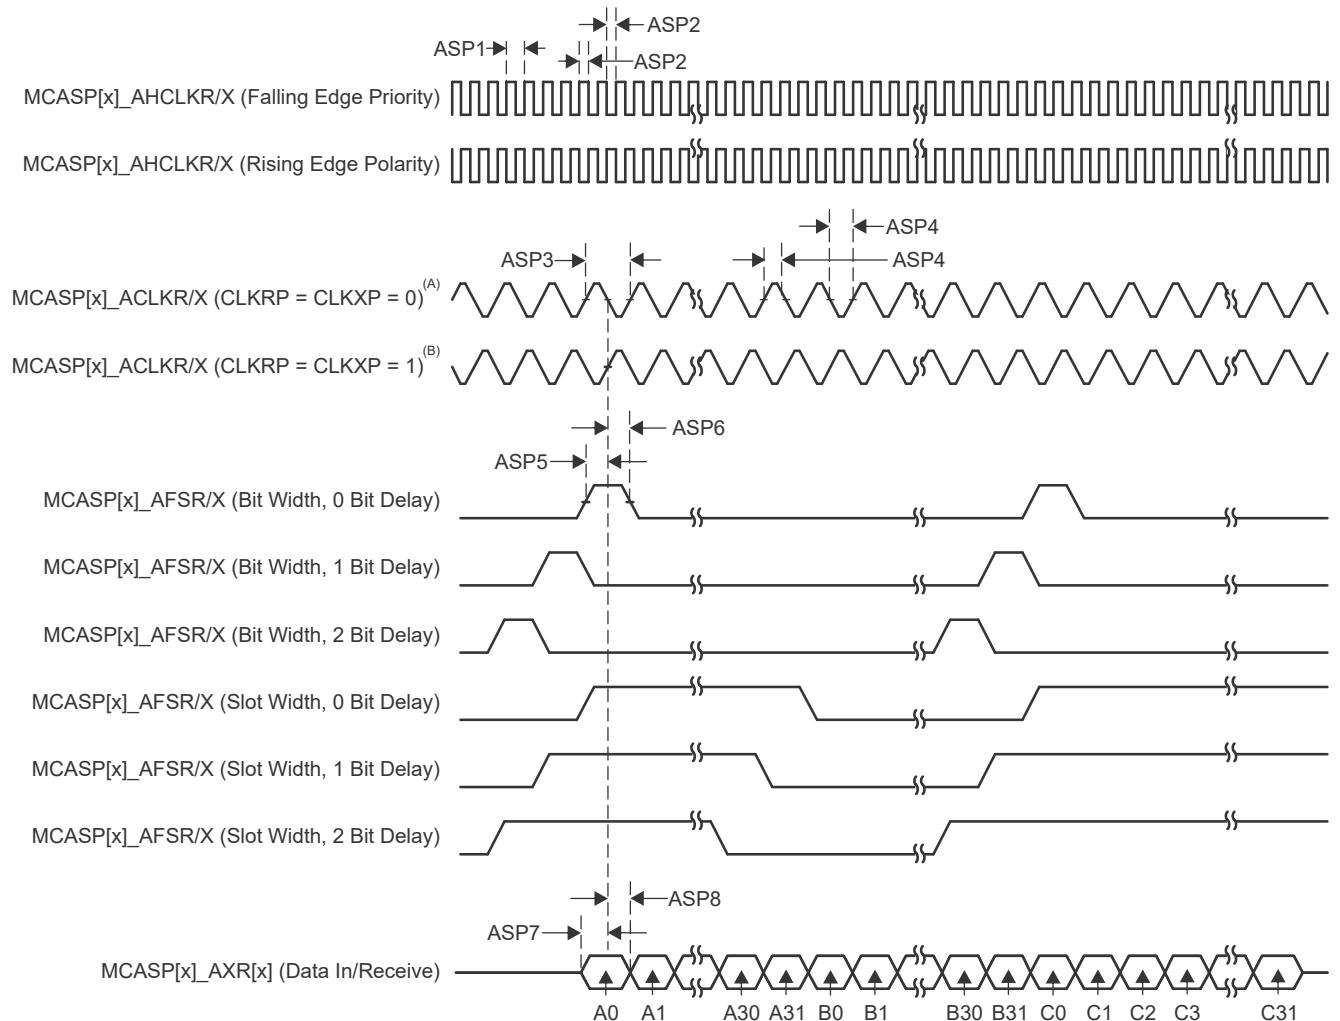 ASP2
ASP1
ASP2
MCASP[x]_AHCLKR/X (Falling Edge Priority)
MCASP[x]_AHCLKR/X (Rising Edge Polarity)
ASP4
ASP3
ASP4
MCASP[x]_ACLKR/X (CLKRP = CLKXP = 0)(A)
MCASP[x]_ACLKR/X (CLKRP = CLKXP = 1)(B)
ASP6
ASP5
MCASP[x]_AFSR/X (Bit Width, 0 Bit Delay)
MCASP[x]_AFSR/X (Bit Width, 1 Bit Delay)
MCASP[x]_AFSR/X (Bit Width, 2 Bit Delay)
MCASP[x]_AFSR/X (Slot Width, 0 Bit Delay)
MCASP[x]_AFSR/X (Slot Width, 1 Bit Delay)
MCASP[x]_AFSR/X (Slot Width, 2 Bit Delay)
ASP8
ASP7
MCASP[x]_AXR[x] (Data In/Receive)
A0 A1 A30 A31 B0 B1 B30 B31 C0 C1 C2 C3 C31